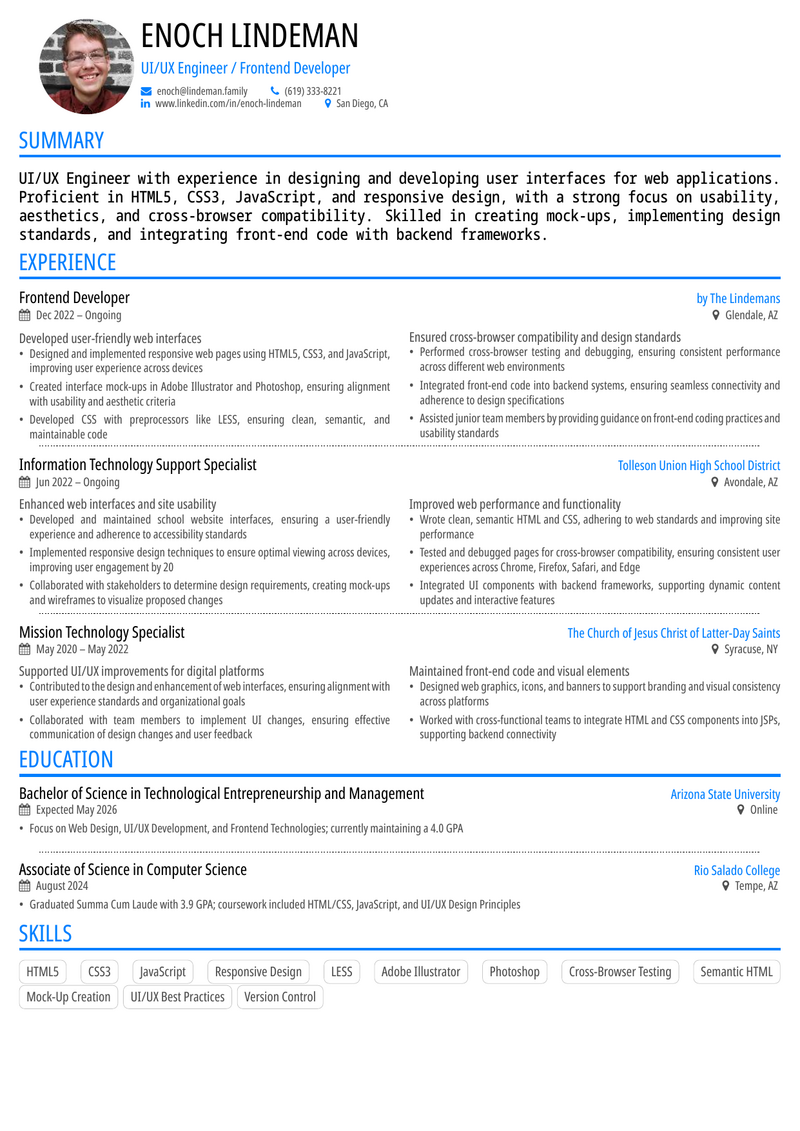 ENOCH LINDEMAN
UI/UX Engineer / Frontend Developer
enoch@lindeman.family (619) 333-8221
www.linkedin.com/in/enoch-lindeman San Diego, CA
SUMMARY
UI/UX Engineer with experience in designing and developing user interfaces for web applications.
Proficient in HTML5, CSS3, JavaScript, and responsive design, with a strong focus on usability,
aesthetics, and cross-browser compatibility. Skilled in creating mock-ups, implementing design
standards, and integrating front-end code with backend frameworks.
EXPERIENCE
Frontend Developer by The Lindemans
Dec 2022 – Ongoing Glendale, AZ
Developed user-friendly web interfaces
• Designed and implemented responsive web pages using HTML5, CSS3, and JavaScript,
improving user experience across devices
• Created interface mock-ups in Adobe Illustrator and Photoshop, ensuring alignment
with usability and aesthetic criteria
• Developed CSS with preprocessors like LESS, ensuring clean, semantic, and
maintainable code
Ensured cross-browser compatibility and design standards
• Performed cross-browser testing and debugging, ensuring consistent performance
across different web environments
• Integrated front-end code into backend systems, ensuring seamless connectivity and
adherence to design specifications
• Assisted junior team members by providing guidance on front-end coding practices and
usability standards
Information Technology Support Specialist Tolleson Union High School District
Jun 2022 – Ongoing Avondale, AZ
Enhanced web interfaces and site usability
• Developed and maintained school website interfaces, ensuring a user-friendly
experience and adherence to accessibility standards
• Implemented responsive design techniques to ensure optimal viewing across devices,
improving user engagement by 20
• Collaborated with stakeholders to determine design requirements, creating mock-ups
and wireframes to visualize proposed changes
Improved web performance and functionality
• Wrote clean, semantic HTML and CSS, adhering to web standards and improving site
performance
• Tested and debugged pages for cross-browser compatibility, ensuring consistent user
experiences across Chrome, Firefox, Safari, and Edge
• Integrated UI components with backend frameworks, supporting dynamic content
updates and interactive features
Mission Technology Specialist The Church of Jesus Christ of Latter-Day Saints
May 2020 – May 2022 Syracuse, NY
Supported UI/UX improvements for digital platforms
• Contributed to the design and enhancement of web interfaces, ensuring alignment with
user experience standards and organizational goals
• Collaborated with team members to implement UI changes, ensuring effective
communication of design changes and user feedback
Maintained front-end code and visual elements
• Designed web graphics, icons, and banners to support branding and visual consistency
across platforms
• Worked with cross-functional teams to integrate HTML and CSS components into JSPs,
supporting backend connectivity
EDUCATION
Bachelor of Science in Technological Entrepreneurship and Management Arizona State University
Expected May 2026 Online
• Focus on Web Design, UI/UX Development, and Frontend Technologies; currently maintaining a 4.0 GPA
Associate of Science in Computer Science Rio Salado College
August 2024 Tempe, AZ
• Graduated Summa Cum Laude with 3.9 GPA; coursework included HTML/CSS, JavaScript, and UI/UX Design Principles
SKILLS
HTML5 CSS3 JavaScript Responsive Design LESS Adobe Illustrator Photoshop Cross-Browser Testing Semantic HTML
Mock-Up Creation UI/UX Best Practices Version Control